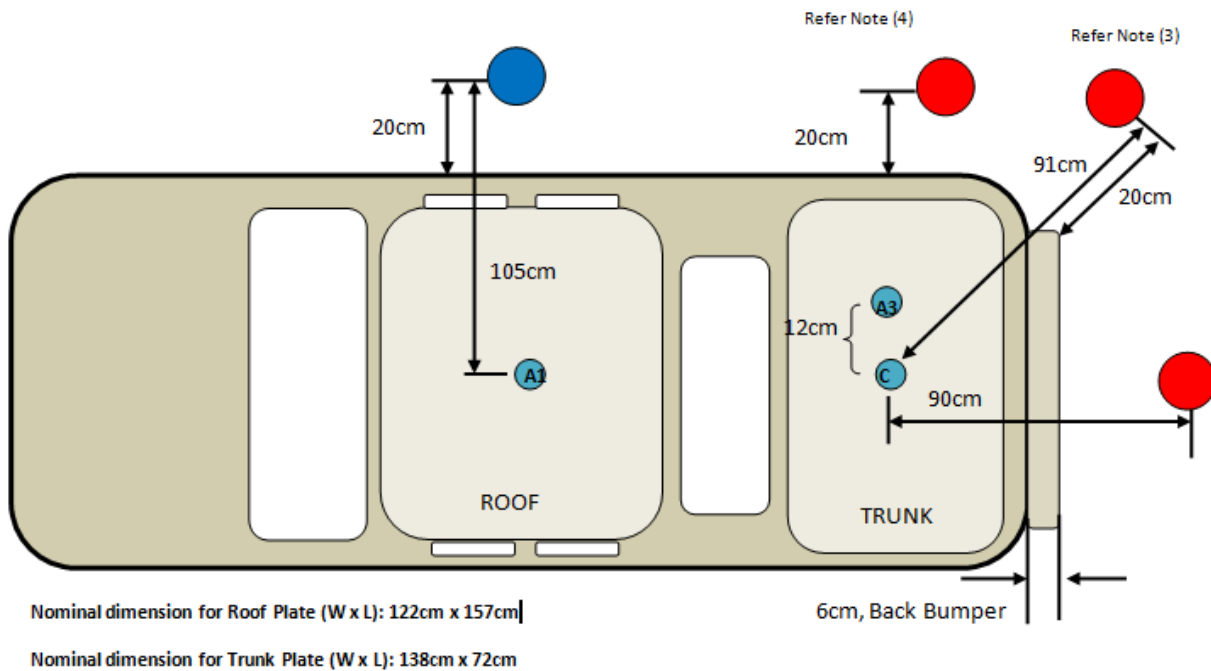 Refer Note (4)
Refer Note (3)
20cm
20cm
91cm
20cm
105cm
A3
12cm
A1
C
90cm
ROOF
TRUNK
Nominal dimension for Roof Plate (W x L): 122cm x 157cm
6cm, Back Bumper
Nominal dimension for Trunk Plate (W x L): 138cm x 72cm